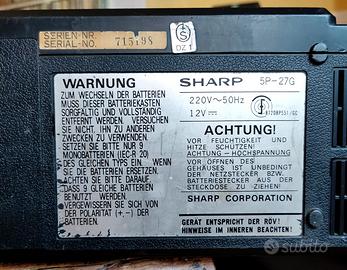 SERIEN-NR.
SERIAL-NO. 715198
S
DZ1
WARNUNG
ZUM WECHSELN DER BATTERIEN
MUSS DIESER BATTERIEKASTEN
SORGFÄLTIG UND VOLLSTÄNDIG
ENTFERNT WERDEN. VERSUCHEN
SIE NICHT, IHN ZU ANDEREN
ZWECKEN ZU BENUTZEN.
SETZEN SIE BITTE NUR 9
MONOBATTERIEN (IEC-R 20)
DES GLEICHEN TYPS EIN. WENN
SIE DIE BATTERIEN ERSETZEN,
ACHTEN SIE BITTE DARAUF,
DASS 9 GLEICHE BATTERIEN
BENUTZT WERDEN.
VERGEWISSERN SIE SICH VON
DER POLARITÄT (+,-) DER
BATTERIEN.
SHARP 5P-27G
220V~50Hz
12V
ACHTUNG!
VOR FEUCHTIGKEIT UND
HITZE SCHÜTZEN!
ACHTUNG - HOCHSPANNUNG
VOR ÖFFNEN DES
GEHÄUSES IST UNBEDINGT
DER NETZSTECKER BZW.
BATTERIESTECKER AUS DER
STECKDOSE ZU ZIEHEN!
SHARP CORPORATION
GERÄT ENTSPRICHT DER RÖV!
HINWEISE IM INNEREN BEACHTEN!
subito